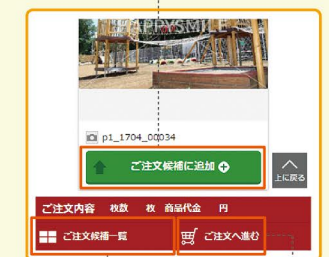 APPYSMIL
p1_1704_00034
ご注文候補に追加
上に戻る
ご注文内容 枚数 枚 商品代金 円
ご注文候補一覧
ご注文へ進む